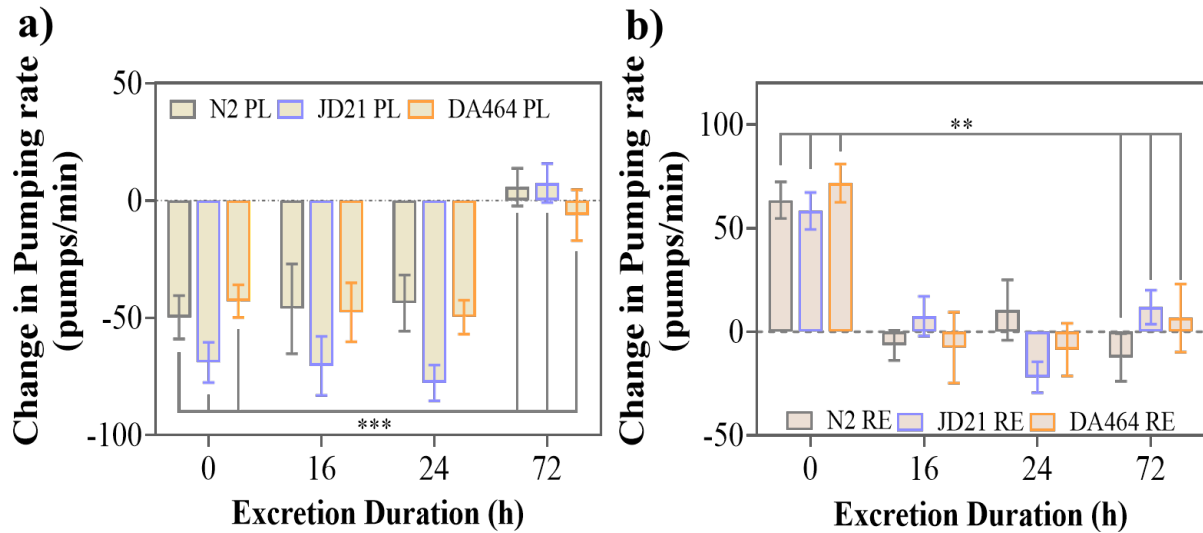 a)
Change in Pumping rate
(pumps/min)
50
0
-50
-100
N2 PL JD21 PL DA464 PL
***
0 16 24 72
Excretion Duration (h)
b)
Change in Pumping rate
(pumps/min)
100
50
0
-50
**
N2 RE JD21 RE DA464 RE
0 16 24 72
Excretion Duration (h)